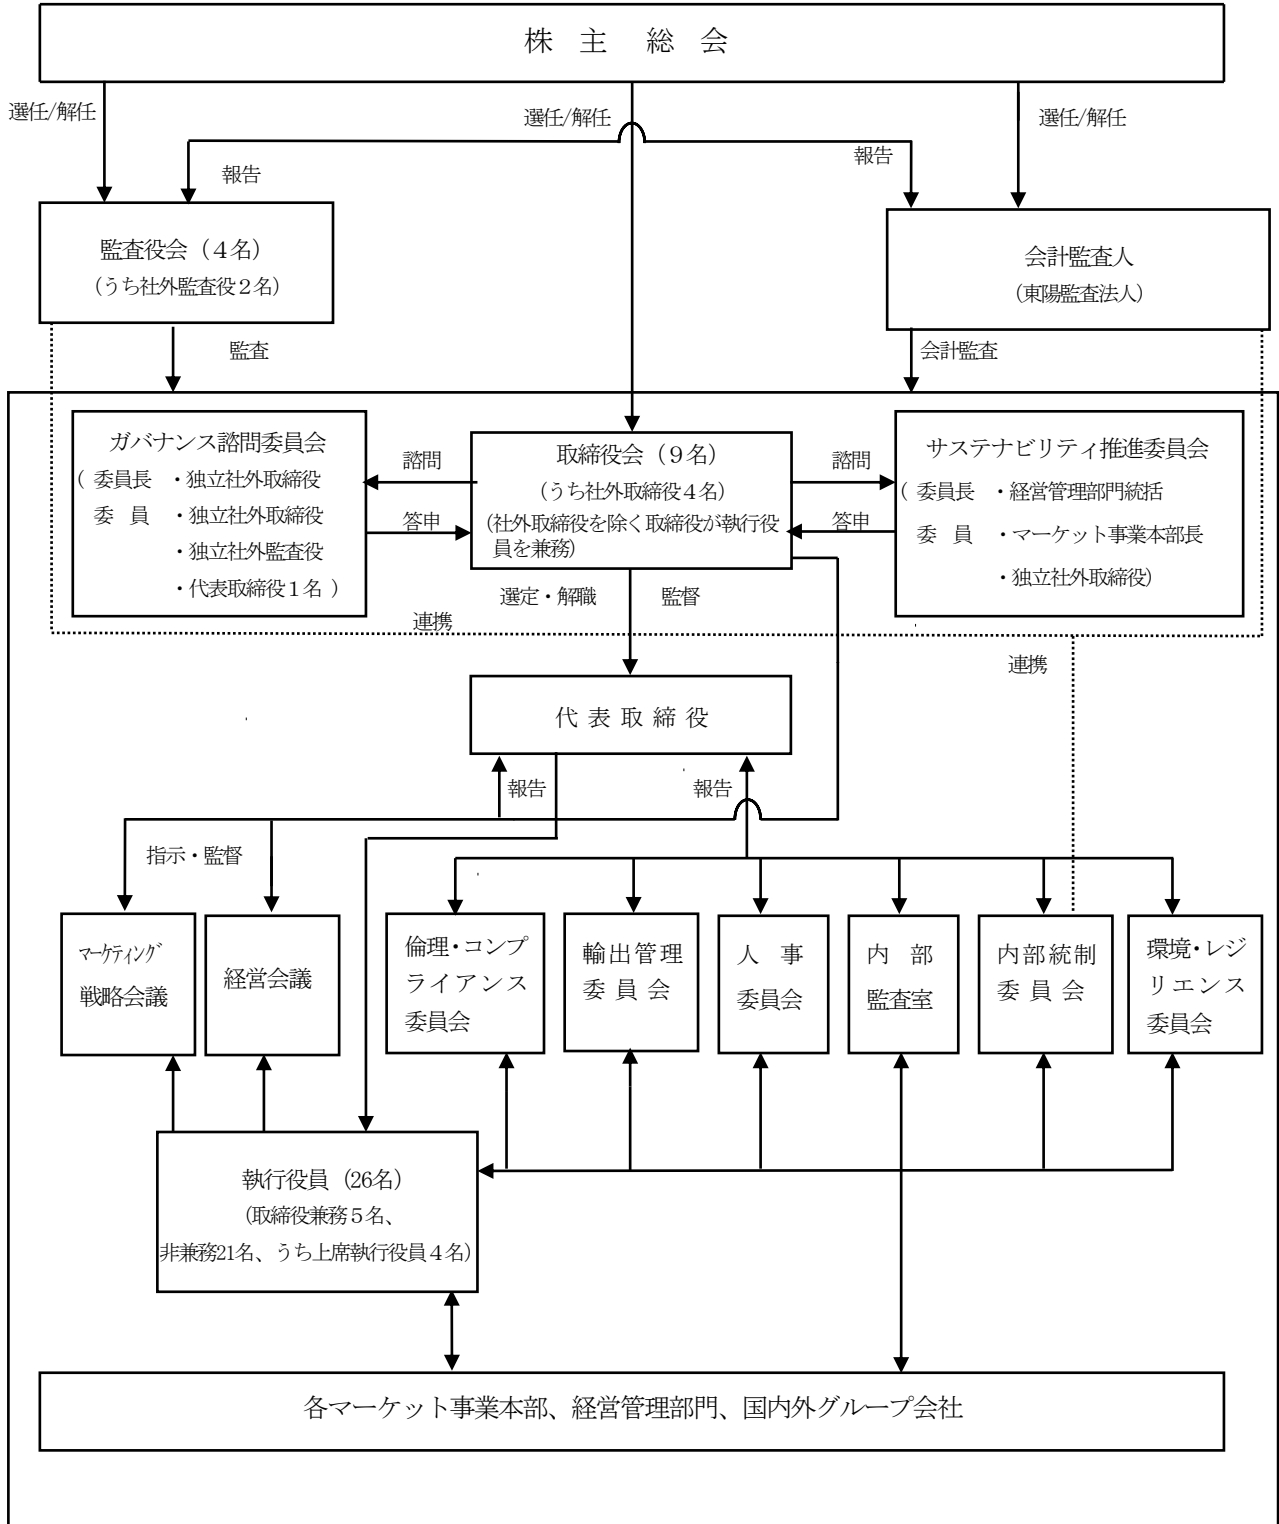 株　主　総　会
選任/解任
選任/解任
選任/解任
報告
報告
監査役会（４名）
（うち社外監査役２名）
会計監査人
（東陽監査法人）
監査
会計監査
ガバナンス諮問委員会
（ 委員長　・独立社外取締役
委　員　・独立社外取締役
・独立社外監査役
・代表取締役１名 ）
諮問
答申
取締役会（９名）
（うち社外取締役４名）
（社外取締役を除く取締役が執行役
員を兼務）
諮問
答申
サステナビリティ推進委員会
（ 委員長　・経営管理部門統括
委　員　・マーケット事業本部長
・独立社外取締役）
選定・解職
監督
連携
連携
代 表 取 締 役
報告
報告
指示・監督
マーケティング
戦略会議
経営会議
倫理・コンプ
ライアンス
委員会
輸出管理
委 員 会
人　事
委員会
内　部
監査室
内部統制
委 員 会
環境・レジ
リエンス
委員会
執行役員（26名）
（取締役兼務５名、
非兼務21名、うち上席執行役員４名）
各マーケット事業本部、経営管理部門、国内外グループ会社